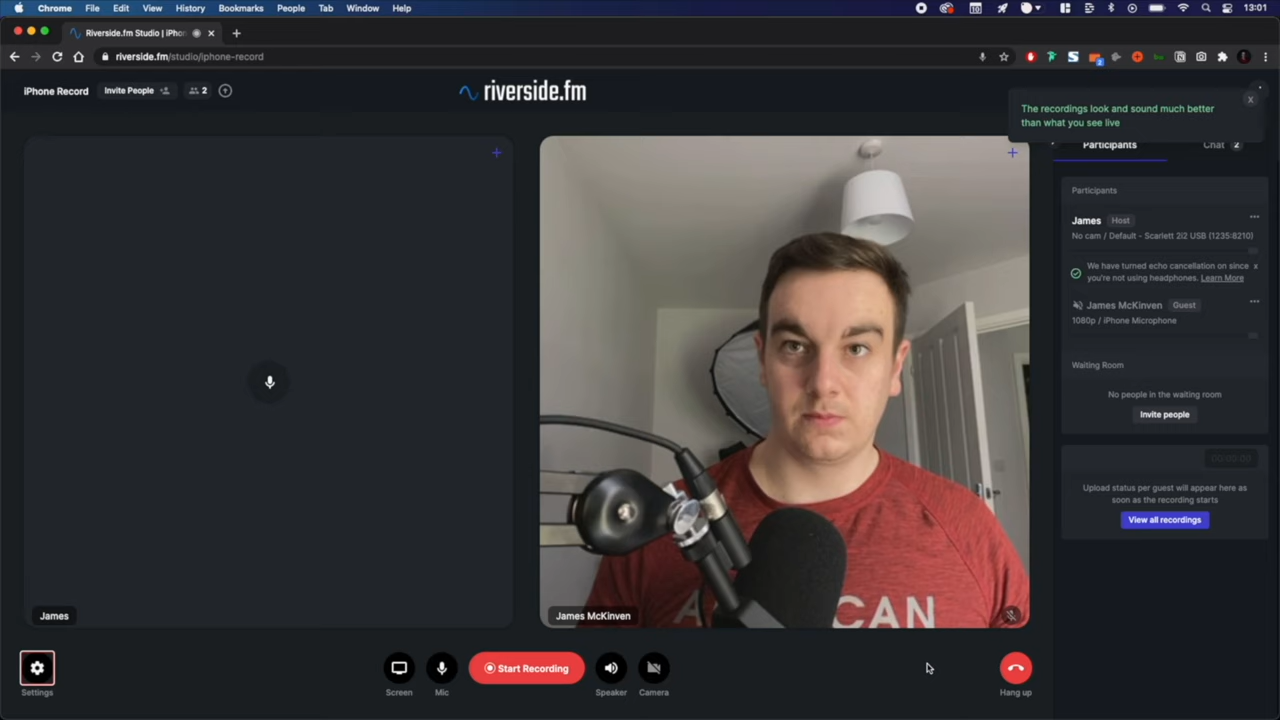 Chrome File Edit View History Bookmarks People Tab Window Help
13:01
Riverside.fm Studio | iPhon
riverside.fm/studio/iphone-record
iPhone Record
Invite People
2
riverside.fm
The recordings look and sound much better
than what you see live
X
Participants
Chat 2
Participants
James Host
No cam / Default - Scarlett 2i2 USB (1235:8210)
We have turned echo cancellation on since x
you're not using headphones. Learn More
James McKinven Guest
1080p / iPhone Microphone
Waiting Room
No people in the waiting room
Invite people
00:00:00
Upload status per guest will appear here as
soon as the recording starts
View all recordings
CAN
James
James McKinven
Settings
Screen
Mic
Start Recording
Speaker
Camera
Hang up